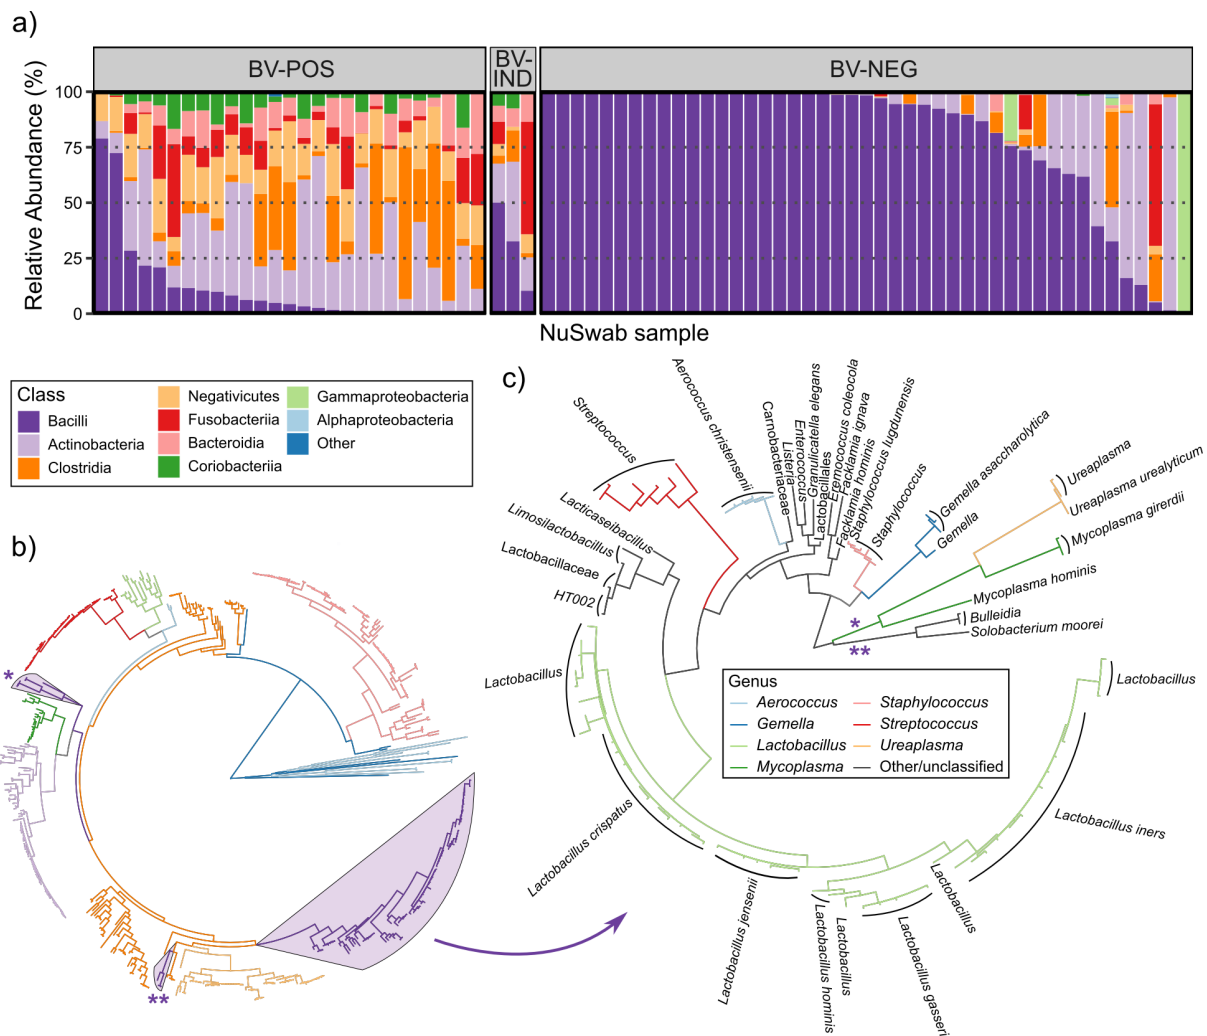 a)
BV-POS
BV-
IND
BV-NEG
Relative Abundance (%)
100
75
50
25
0
NuSwab sample
Class
Bacilli
Actinobacteria
Clostridia
Negativicutes
Fusobacteriia
Bacteroidia
Coriobacteriia
Gammaproteobacteria
Alphaproteobacteria
Other
b)
*
**
c)
Streptococcus
Aerococcus christensenii
Carnobacteriaceae
Listeria
Enterococcus
Granulicatella elegans
Lactobacillales
Eremococcus coleocola
Facklamia ignava
Facklamia hominis
Staphylococcus lugdunensis
Staphylococcus
Gemella asaccharolytica
Gemella
Ureaplasma
Ureaplasma urealyticum
Mycoplasma girerdii
Mycoplasma hominis
Bulleidia
Solobacterium moorei
*
**
Lacticaseibacillus
Limosilactobacillus
Lactobacillaceae
HT002
Lactobacillus
Lactobacillus crispatus
Lactobacillus jensenii
Lactobacillus hominis
Lactobacillus
Lactobacillus gasseri
Lactobacillus
Lactobacillus iners
Lactobacillus
Genus
Aerococcus
Gemella
Lactobacillus
Mycoplasma
Staphylococcus
Streptococcus
Ureaplasma
Other/unclassified